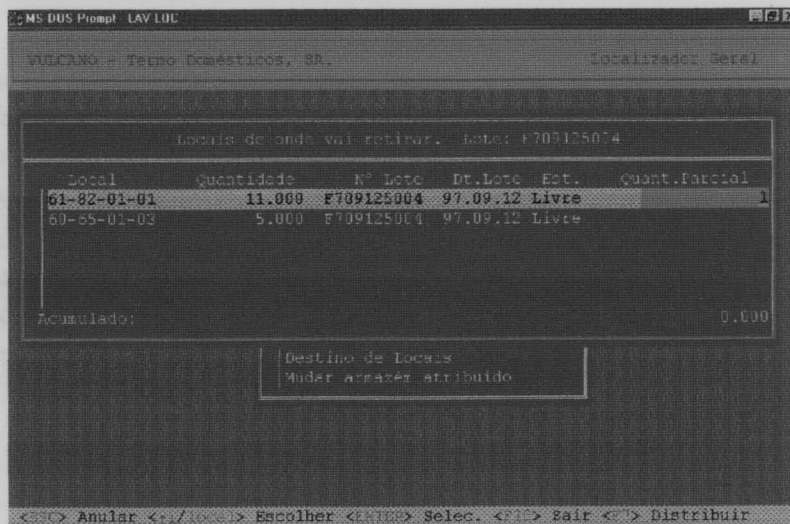 MS-DOS Prompt - LAV LOC
VULCANO - Termo Domésticos, SA. Localizador Geral
Locais de onde vai retirar. Lote: F709125004
Local Quantidade Nº Lote Dt.Lote Est. Quant.Parcial
61-82-01-01 11.000 F709125004 97.09.12 Livre 1
60-65-01-03 5.000 F709125004 97.09.12 Livre
Acumulado: 0.000
Destino de Locais
Mudar armazém atribuido
Anular Escolher Selec. Sair Distribuir